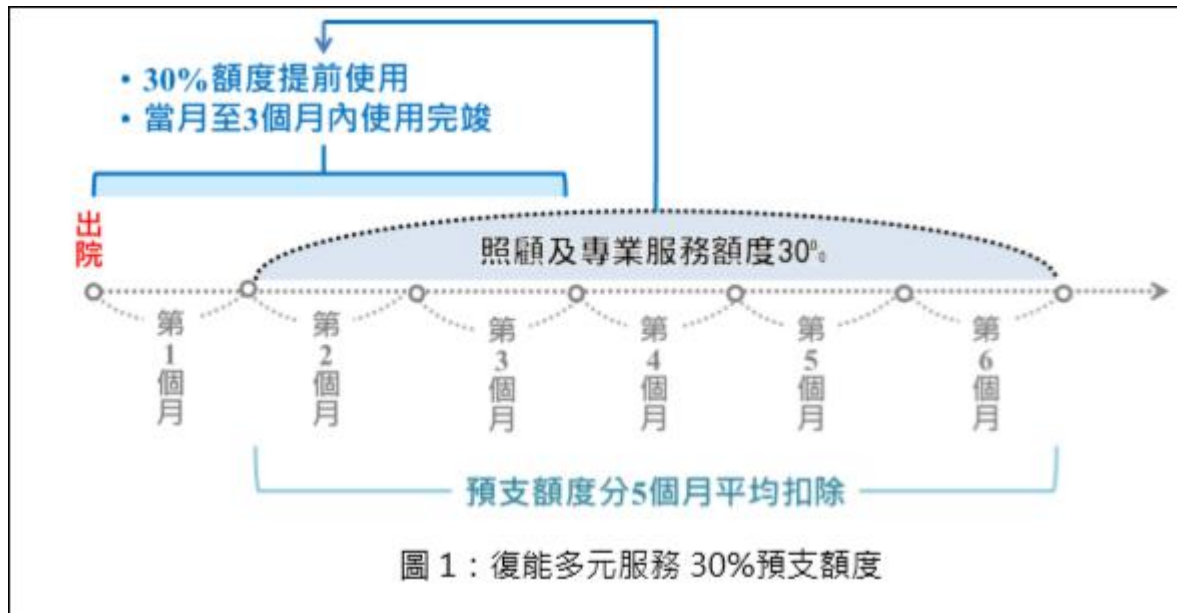 • 30%額度提前使用
• 當月至3個月內使用完竣
出院
照顧及專業服務額度30%
第1個月
第2個月
第3個月
第4個月
第5個月
第6個月
預支額度分5個月平均扣除
圖 1：復能多元服務 30%預支額度